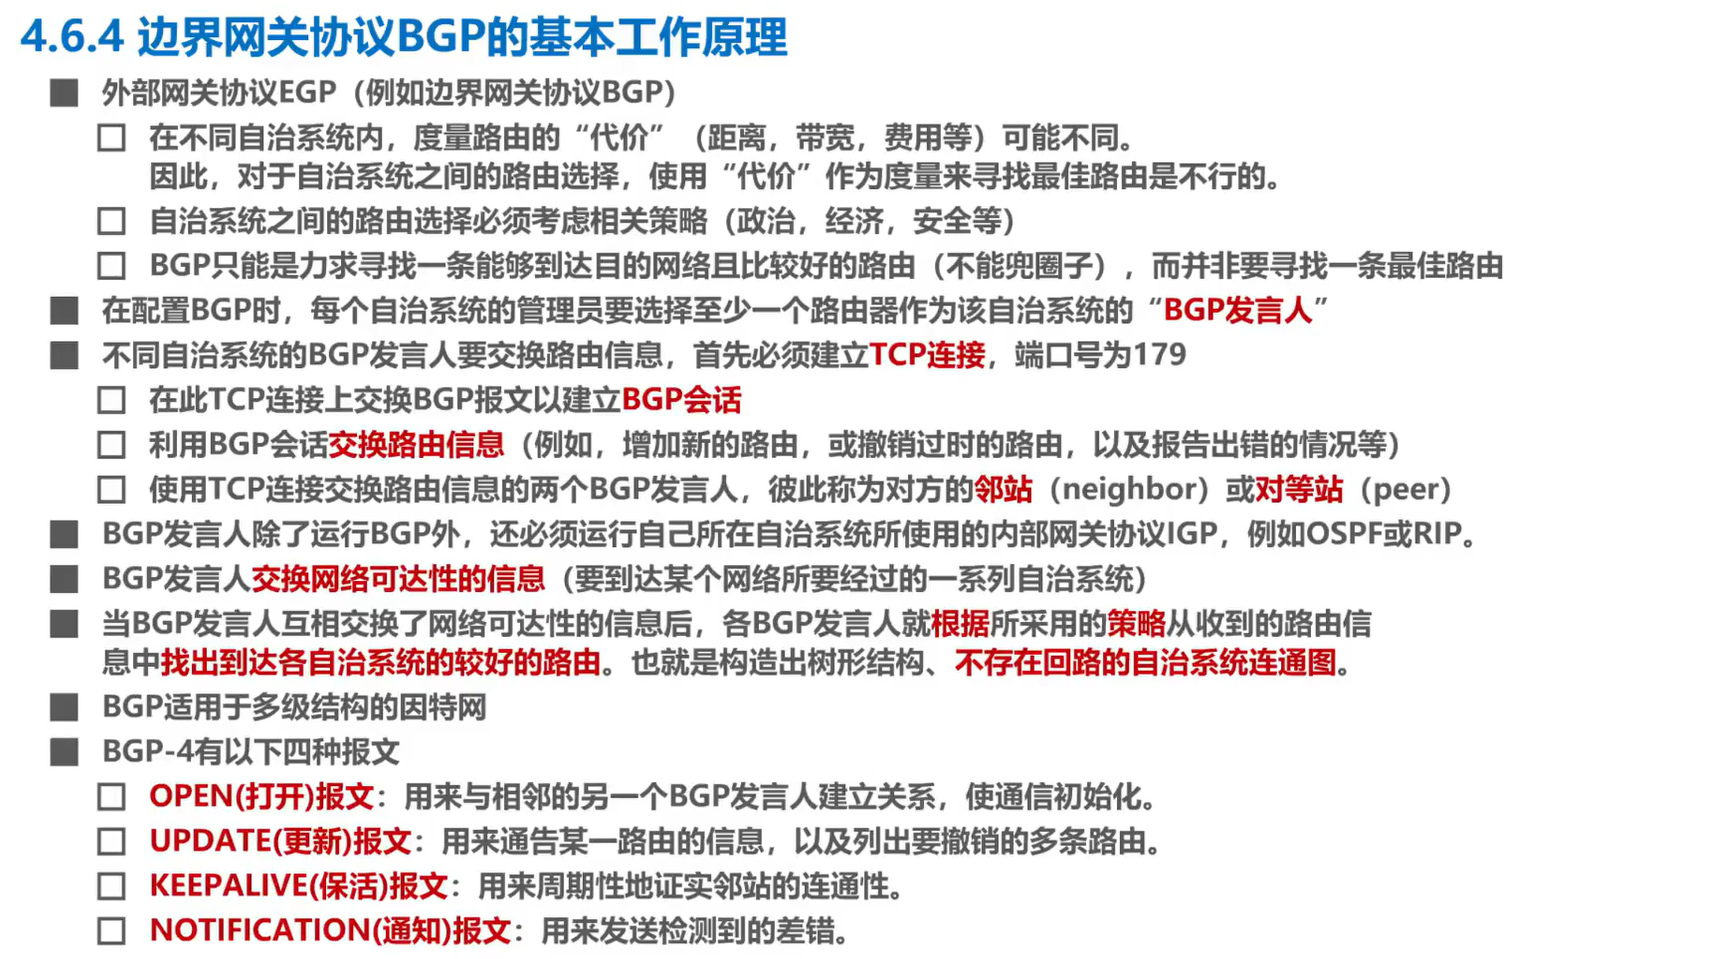 4.6.4 边界网关协议BGP的基本工作原理
外部网关协议EGP（例如边界网关协议BGP）
在不同自治系统内，度量路由的“代价”（距离，带宽，费用等）可能不同。
因此，对于自治系统之间的路由选择，使用“代价”作为度量来寻找最佳路由是不行的。
自治系统之间的路由选择必须考虑相关策略（政治，经济，安全等）
BGP只能是力求寻找一条能够到达目的网络且比较好的路由（不能兜圈子），而并非要寻找一条最佳路由
在配置BGP时，每个自治系统的管理员要选择至少一个路由器作为该自治系统的“BGP发言人”
不同自治系统的BGP发言人要交换路由信息，首先必须建立TCP连接，端口号为179
在此TCP连接上交换BGP报文以建立BGP会话
利用BGP会话交换路由信息（例如，增加新的路由，或撤销过时的路由，以及报告出错的情况等）
使用TCP连接交换路由信息的两个BGP发言人，彼此称为对方的邻站（neighbor）或对等站（peer）
BGP发言人除了运行BGP外，还必须运行自己所在自治系统所使用的内部网关协议IGP，例如OSPF或RIP。
BGP发言人交换网络可达性的信息（要到达某个网络所要经过的一系列自治系统）
当BGP发言人互相交换了网络可达性的信息后，各BGP发言人就根据所采用的策略从收到的路由信
息中找出到达各自治系统的较好的路由。也就是构造出树形结构、不存在回路的自治系统连通图。
BGP适用于多级结构的因特网
BGP-4有以下四种报文
OPEN(打开)报文：用来与相邻的另一个BGP发言人建立关系，使通信初始化。
UPDATE(更新)报文：用来通告某一路由的信息，以及列出要撤销的多条路由。
KEEPALIVE(保活)报文：用来周期性地证实邻站的连通性。
NOTIFICATION(通知)报文：用来发送检测到的差错。